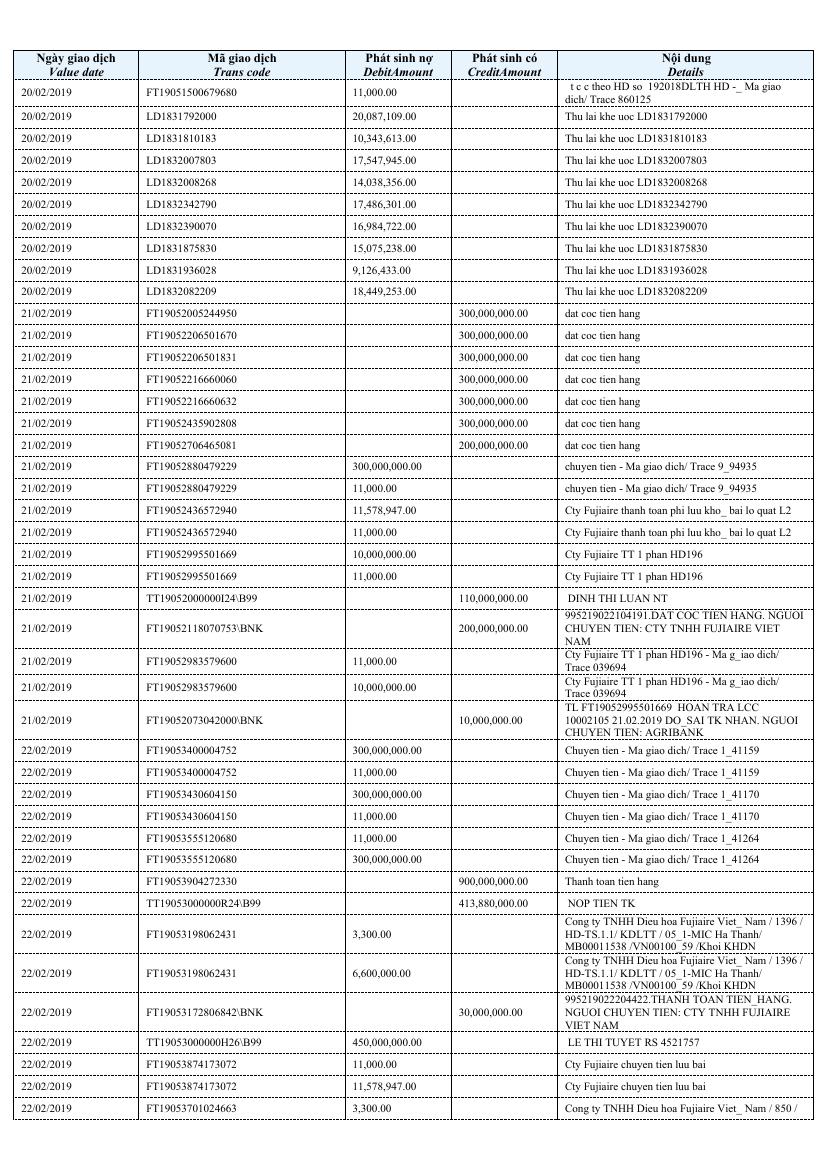 Ngày giao dịch Mã giao dịch Phát sinh nợ Phát sinh có Nội dung
Value date Trans code DebitAmount CreditAmount Details
20/02/2019 FT19051500679680 11,000.00 t c c theo HD so 192018DLTH HD -_ Ma giao
dich/ Trace 860125
20/02/2019 LD1831792000 20,087,109.00 Thu lai khe uoc LD1831792000
20/02/2019 LD1831810183 10,343,613.00 Thu lai khe uoc LD1831810183
20/02/2019 LD1832007803 17,547,945.00 Thu lai khe uoc LD1832007803
20/02/2019 LD1832008268 14,038,356.00 Thu lai khe uoc LD1832008268
20/02/2019 LD1832342790 17,486,301.00 Thu lai khe uoc LD1832342790
20/02/2019 LD1832390070 16,984,722.00 Thu lai khe uoc LD1832390070
20/02/2019 LD1831875830 15,075,238.00 Thu lai khe uoc LD1831875830
20/02/2019 LD1831936028 9,126,433.00 Thu lai khe uoc LD1831936028
20/02/2019 LD1832082209 18,449,253.00 Thu lai khe uoc LD1832082209
21/02/2019 FT19052005244950 300,000,000.00 dat coc tien hang
21/02/2019 FT19052206501670 300,000,000.00 dat coc tien hang
21/02/2019 FT19052206501831 300,000,000.00 dat coc tien hang
21/02/2019 FT19052216660060 300,000,000.00 dat coc tien hang
21/02/2019 FT19052216660632 300,000,000.00 dat coc tien hang
21/02/2019 FT19052435902808 300,000,000.00 dat coc tien hang
21/02/2019 FT19052706465081 200,000,000.00 dat coc tien hang
21/02/2019 FT19052880479229 300,000,000.00 chuyen tien - Ma giao dich/ Trace 9_94935
21/02/2019 FT19052880479229 11,000.00 chuyen tien - Ma giao dich/ Trace 9_94935
21/02/2019 FT19052436572940 11,578,947.00 Cty Fujiaire thanh toan phi luu kho_ bai lo quat L2
21/02/2019 FT19052436572940 11,000.00 Cty Fujiaire thanh toan phi luu kho_ bai lo quat L2
21/02/2019 FT19052995501669 10,000,000.00 Cty Fujiaire TT 1 phan HD196
21/02/2019 FT19052995501669 11,000.00 Cty Fujiaire TT 1 phan HD196
21/02/2019 TT19052000000I24\B99 110,000,000.00 DINH THI LUAN NT
995219022104191.DAT COC TIEN HANG. NGUOI
21/02/2019 FT19052118070753\BNK 200,000,000.00 CHUYEN TIEN: CTY TNHH FUJIAIRE VIET
NAM
21/02/2019 FT19052983579600 11,000.00 Cty Fujiaire TT 1 phan HD196 - Ma g_iao dich/
Trace 039694
21/02/2019 FT19052983579600 10,000,000.00 Cty Fujiaire TT 1 phan HD196 - Ma g_iao dich/
Trace 039694
TL FT19052995501669 HOAN TRA LCC
21/02/2019 FT19052073042000\BNK 10,000,000.00 10002105 21.02.2019 DO_SAI TK NHAN. NGUOI
CHUYEN TIEN: AGRIBANK
22/02/2019 FT19053400004752 300,000,000.00 Chuyen tien - Ma giao dich/ Trace 1_41159
22/02/2019 FT19053400004752 11,000.00 Chuyen tien - Ma giao dich/ Trace 1_41159
22/02/2019 FT19053430604150 300,000,000.00 Chuyen tien - Ma giao dich/ Trace 1_41170
22/02/2019 FT19053430604150 11,000.00 Chuyen tien - Ma giao dich/ Trace 1_41170
22/02/2019 FT19053555120680 11,000.00 Chuyen tien - Ma giao dich/ Trace 1_41264
22/02/2019 FT19053555120680 300,000,000.00 Chuyen tien - Ma giao dich/ Trace 1_41264
22/02/2019 FT19053904272330 900,000,000.00 Thanh toan tien hang
22/02/2019 TT19053000000R24\B99 413,880,000.00 NOP TIEN TK
Cong ty TNHH Dieu hoa Fujiaire Viet_ Nam / 1396 /
22/02/2019 FT19053198062431 3,300.00 HD-TS.1.1/ KDLTT / 05_1-MIC Ha Thanh/
MB00011538 /VN00100_59 /Khoi KHDN
Cong ty TNHH Dieu hoa Fujiaire Viet_ Nam / 1396 /
22/02/2019 FT19053198062431 6,600,000.00 HD-TS.1.1/ KDLTT / 05_1-MIC Ha Thanh/
MB00011538 /VN00100_59 /Khoi KHDN
995219022204422.THANH TOAN TIEN_HANG.
22/02/2019 FT19053172806842\BNK 30,000,000.00 NGUOI CHUYEN TIEN: CTY TNHH FUJIAIRE
VIET NAM
22/02/2019 TT19053000000H26\B99 450,000,000.00 LE THI TUYET RS 4521757
22/02/2019 FT19053874173072 11,000.00 Cty Fujiaire chuyen tien luu bai
22/02/2019 FT19053874173072 11,578,947.00 Cty Fujiaire chuyen tien luu bai
22/02/2019 FT19053701024663 3,300.00 Cong ty TNHH Dieu hoa Fujiaire Viet_ Nam / 850 /